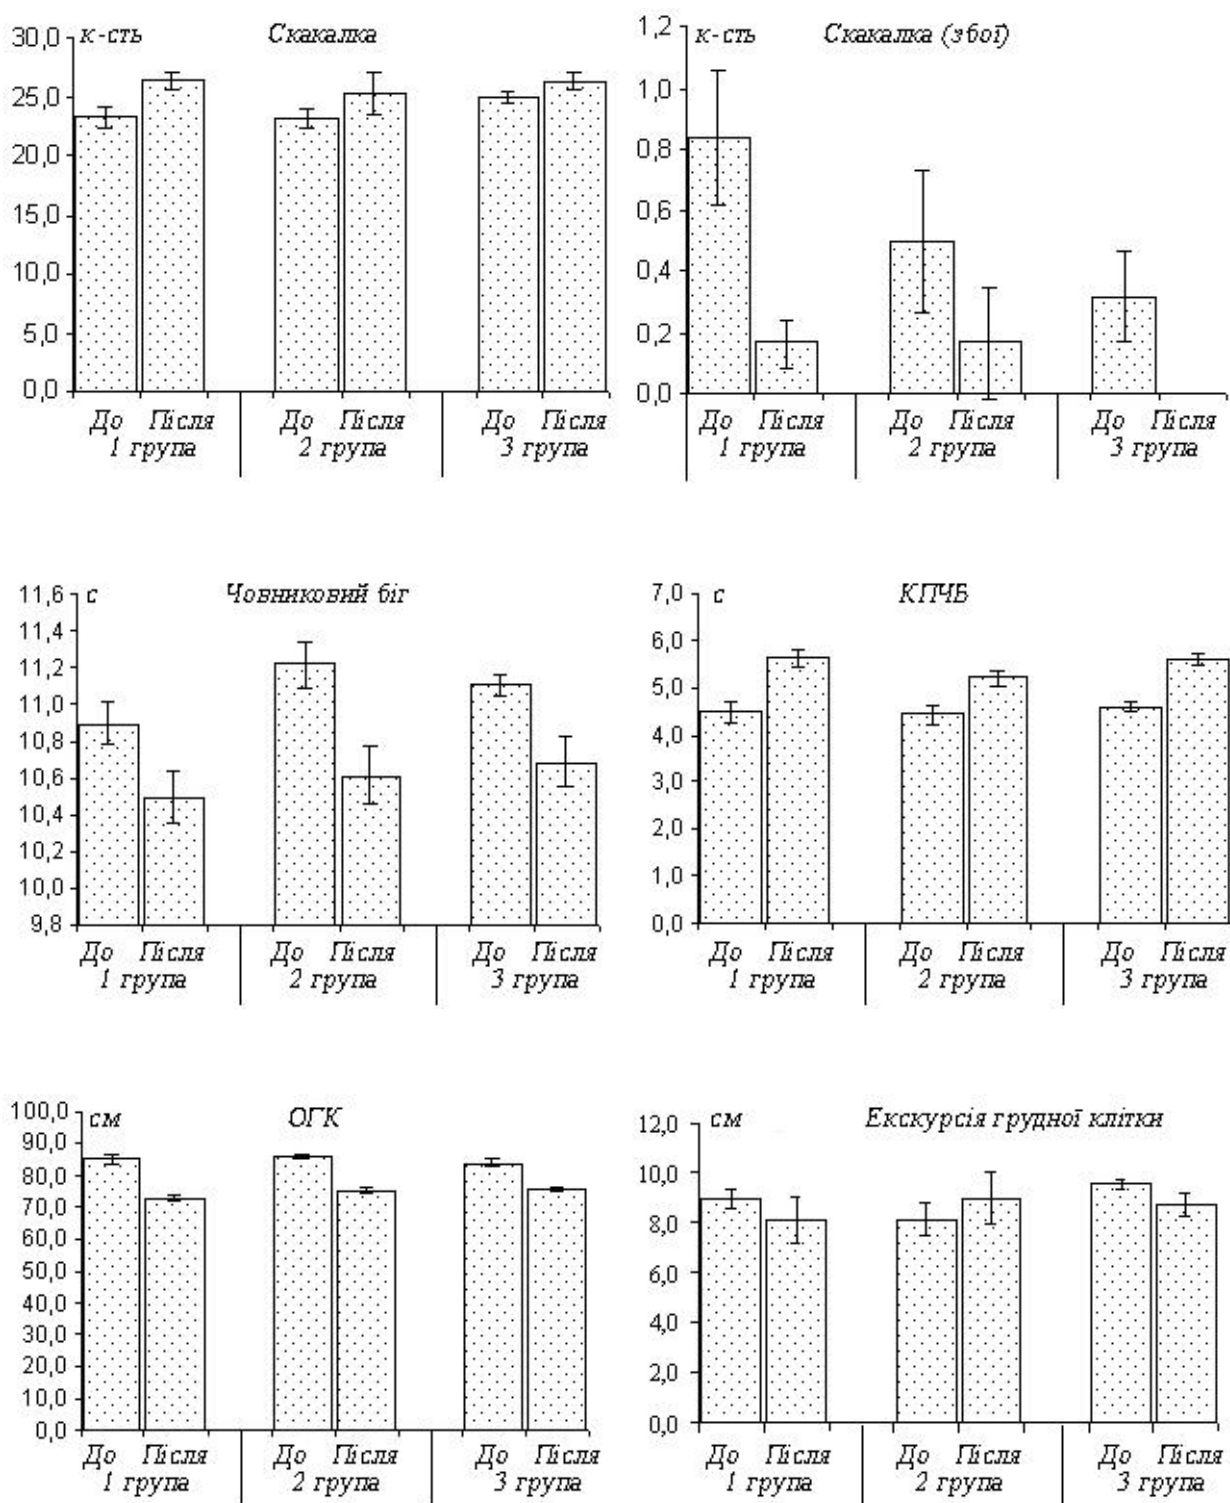 к-сть Скакалка
30,0
25,0
20,0
15,0
10,0
5,0
0,0
До Після До Після До Після
1 група 2 група 3 група
к-сть Скакалка (збої)
1,2
1,0
0,8
0,6
0,4
0,2
0,0
До Після До Після До Після
1 група 2 група 3 група
с Човниковий біг
11,6
11,4
11,2
11,0
10,8
10,6
10,4
10,2
10,0
9,8
До Після До Після До Після
1 група 2 група 3 група
с КПЧБ
7,0
6,0
5,0
4,0
3,0
2,0
1,0
0,0
До Після До Після До Після
1 група 2 група 3 група
см ОГК
100,0
90,0
80,0
70,0
60,0
50,0
40,0
30,0
20,0
10,0
0,0
До Після До Після До Після
1 група 2 група 3 група
см Екскурсія грудної клітки
12,0
10,0
8,0
6,0
4,0
2,0
0,0
До Після До Після До Після
1 група 2 група 3 група